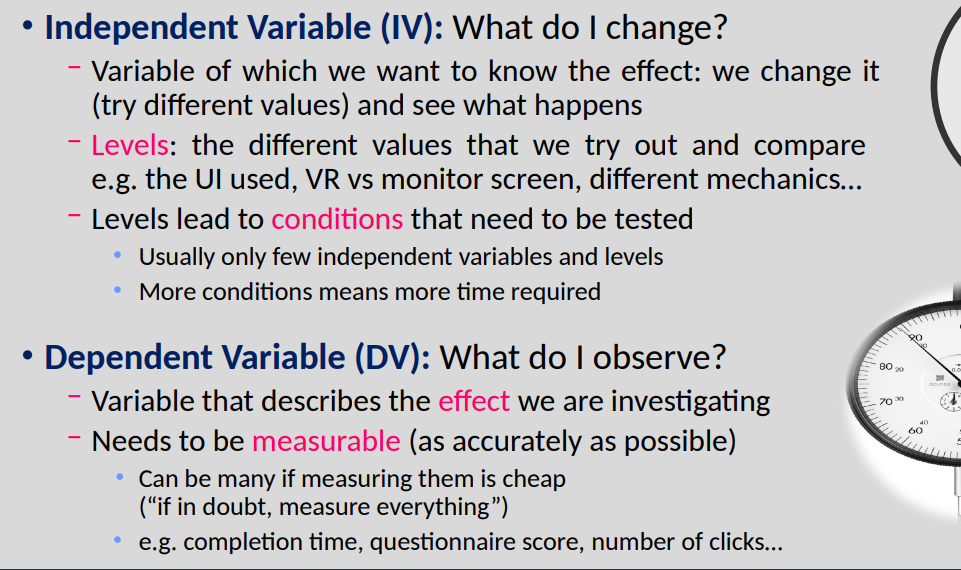 • Independent Variable (IV): What do I change?
– Variable of which we want to know the effect: we change it
(try different values) and see what happens
– Levels: the different values that we try out and compare
e.g. the UI used, VR vs monitor screen, different mechanics…
– Levels lead to conditions that need to be tested
• Usually only few independent variables and levels
• More conditions means more time required
• Dependent Variable (DV): What do I observe?
– Variable that describes the effect we are investigating
– Needs to be measurable (as accurately as possible)
• Can be many if measuring them is cheap
(“if in doubt, measure everything”)
• e.g. completion time, questionnaire score, number of clicks…
90
80 20
70 30
60 40